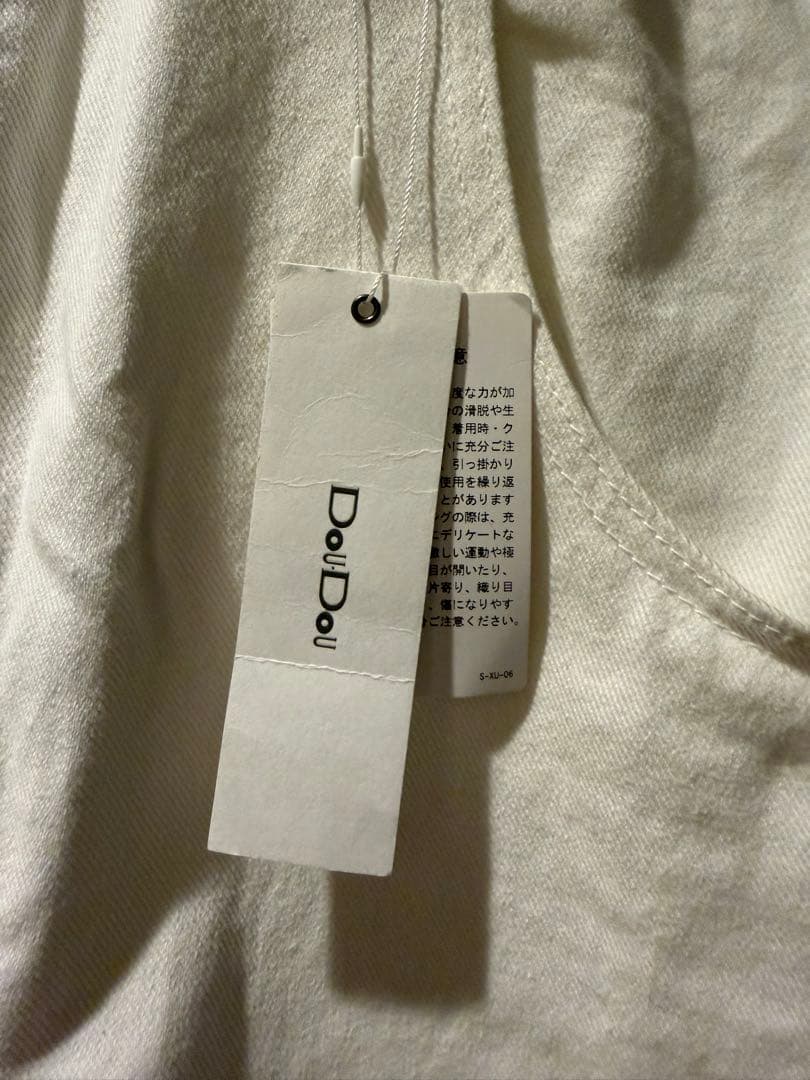 DOU·DOU
意
度な力が加
の滑脱や生
着用時・ク
に充分ご注
、引っ掛かり
使用を繰り返
とがあります
グの際は、充
デリケートな
激しい運動や極
目が開いたり、
片寄り、織り目
、傷になりやす
ご注意ください。
S-XU-06